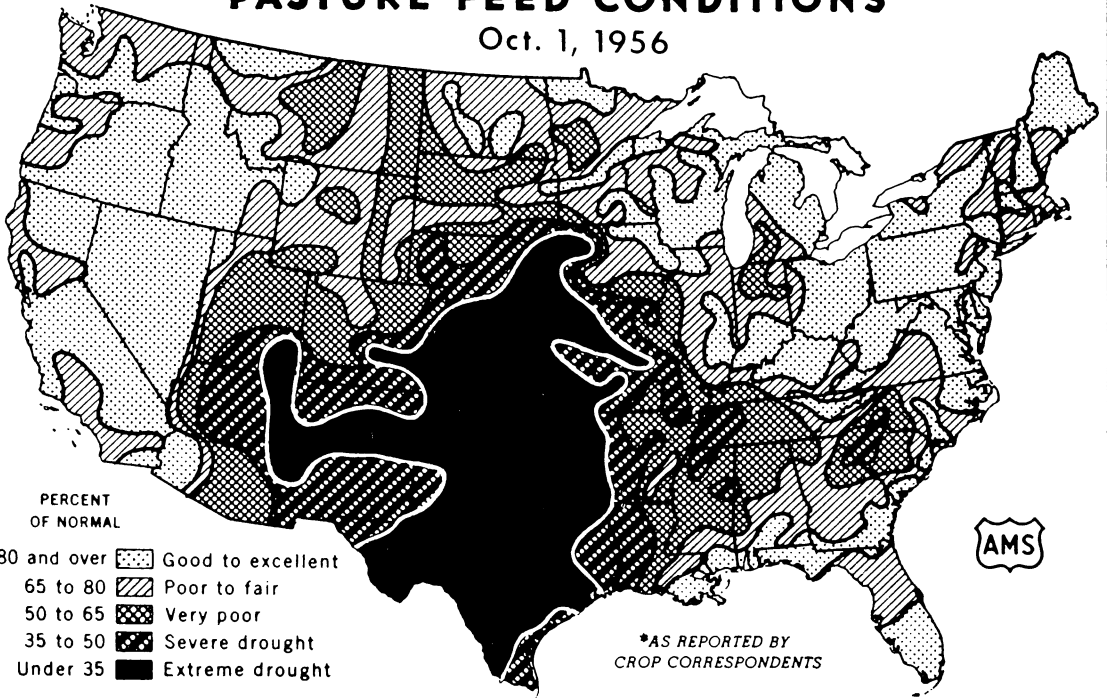 PASTURE FEED CONDITIONS
Oct. 1, 1956
PERCENT
OF NORMAL
80 and over Good to excellent
65 to 80 Poor to fair
50 to 65 Very poor
35 to 50 Severe drought
Under 35 Extreme drought
*AS REPORTED BY
CROP CORRESPONDENTS
AMS